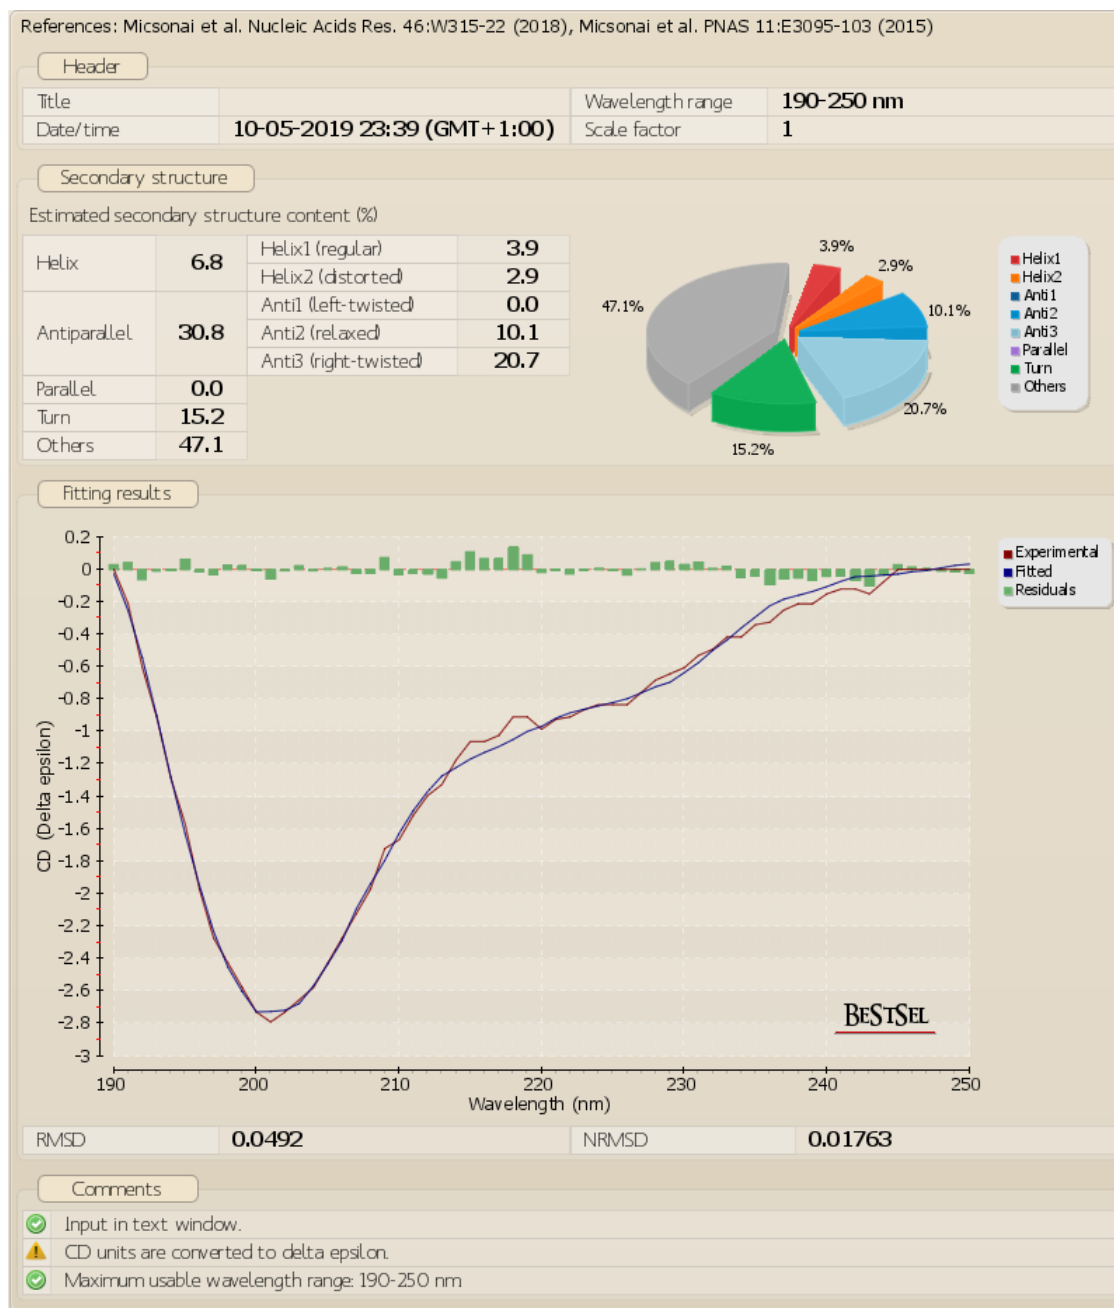 References: Micsonai et al. Nucleic Acids Res. 46:W315-22 (2018), Micsonai et al. PNAS 11:E3095-103 (2015)
Header
Title Wavelength range 190-250 nm
Date/time 10-05-2019 23:39 (GMT+1:00) Scale factor 1
Secondary structure
Estimated secondary structure content (%)
Helix 6.8 Helix1 (regular) 3.9
Helix2 (distorted) 2.9
Antiparallel 30.8 Anti1 (left-twisted) 0.0
Anti2 (relaxed) 10.1
Anti3 (right-twisted) 20.7
Parallel 0.0
Turn 15.2
Others 47.1
3.9%
2.9%
10.1%
20.7%
15.2%
47.1%
Helix1
Helix2
Anti1
Anti2
Anti3
Parallel
Turn
Others
Fitting results
0.2
0
-0.2
-0.4
-0.6
-0.8
-1
-1.2
-1.4
-1.6
-1.8
-2
-2.2
-2.4
-2.6
-2.8
-3
CD (Delta epsilon)
190 200 210 220 230 240 250
Wavelength (nm)
Experimental
Fitted
Residuals
BESTSEL
RMSD 0.0492 NRMSD 0.01763
Comments
Input in text window.
CD units are converted to delta epsilon.
Maximum usable wavelength range: 190-250 nm